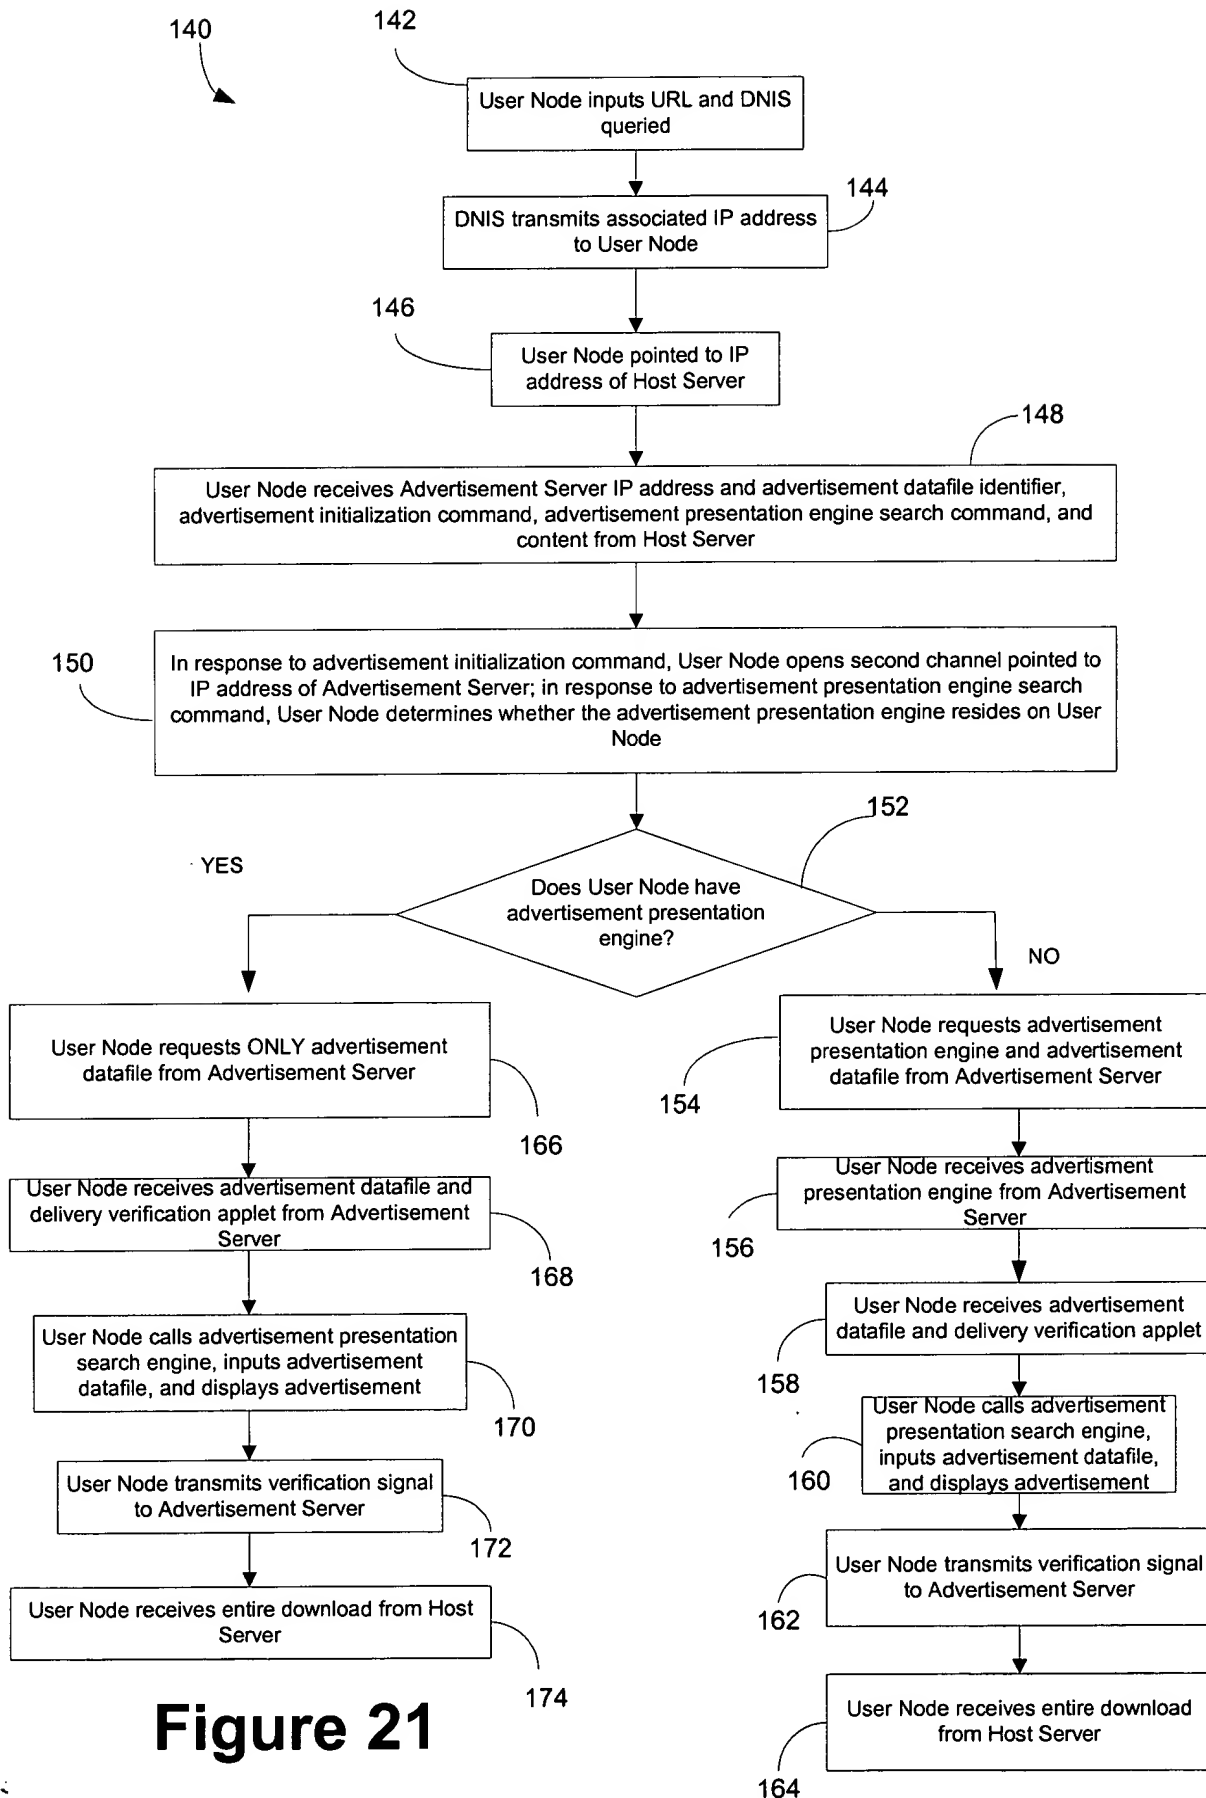 140
142
User Node inputs URL and DNIS
queried
144
DNIS transmits associated IP address
to User Node
146
User Node pointed to IP
address of Host Server
148
User Node receives Advertisement Server IP address and advertisement datafile identifier,
advertisement initialization command, advertisement presentation engine search command, and
content from Host Server
150
In response to advertisement initialization command, User Node opens second channel pointed to
IP address of Advertisement Server; in response to advertisement presentation engine search
command, User Node determines whether the advertisement presentation engine resides on User
Node
152
YES
Does User Node have
advertisement presentation
engine?
NO
User Node requests ONLY advertisement
datafile from Advertisement Server
166
User Node receives advertisement datafile and
delivery verification applet from Advertisement
Server
168
User Node calls advertisement presentation
search engine, inputs advertisement
datafile, and displays advertisement
170
User Node transmits verification signal
to Advertisement Server
172
User Node receives entire download from Host
Server
174
User Node requests advertisement
presentation engine and advertisement
datafile from Advertisement Server
154
User Node receives advertisment
presentation engine from Advertisement
Server
156
User Node receives advertisement
datafile and delivery verification applet
158
User Node calls advertisement
presentation search engine,
inputs advertisement datafile,
and displays advertisement
160
User Node transmits verification signal
to Advertisement Server
162
User Node receives entire download
from Host Server
164
Figure 21